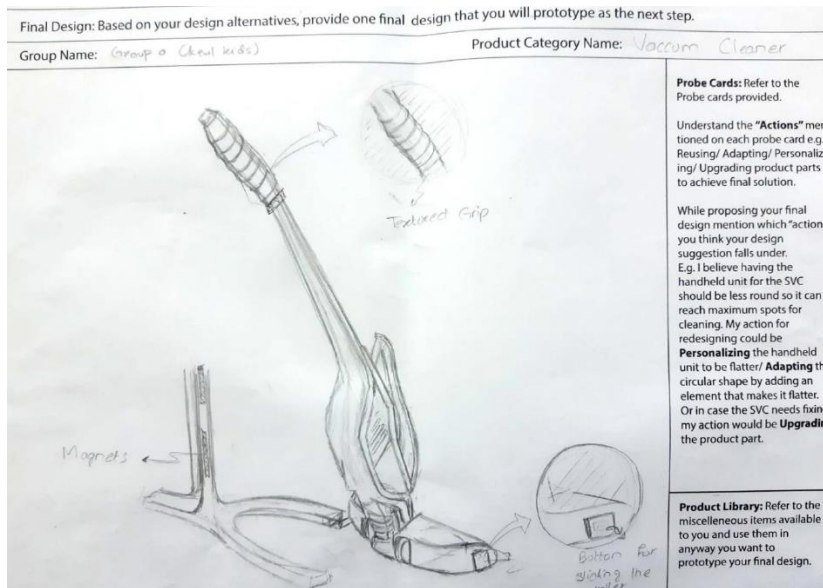 Final Design: Based on your design alternatives, provide one final design that you will prototype as the next step.
Group Name: Group o (keul kids)
Product Category Name: Vaccum Cleaner
Textured Grip
Magnets
Botton for
sliding the
Probe Cards: Refer to the
Probe cards provided.
Understand the "Actions" men
tioned on each probe card e.g.
Reusing/ Adapting/ Personaliz
ing/ Upgrading product parts
to achieve final solution.
While proposing your final
design mention which "action
you think your design
suggestion falls under.
E.g. I believe having the
handheld unit for the SVC
should be less round so it can
reach maximum spots for
cleaning. My action for
redesigning could be
Personalizing the handheld
unit to be flatter/ Adapting th
circular shape by adding an
element that makes it flatter.
Or in case the SVC needs fixin
my action would be Upgradin
the product part.
Product Library: Refer to the
miscelleneous items available
to you and use them in
anyway you want to
prototype your final design.